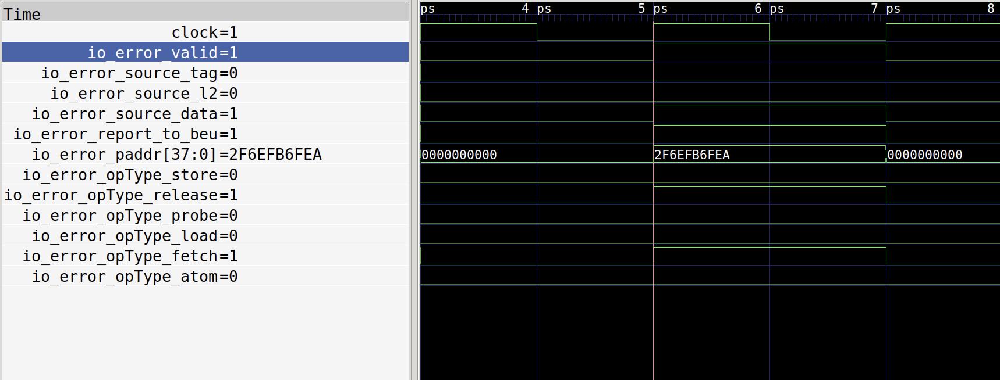 Time
clock=1
io_error_valid=1
io_error_source_tag=0
io_error_source_l2=0
io_error_source_data=1
io_error_report_to_beu=1
io_error_paddr[37:0]=2F6EFB6FEA
io_error_opType_store=0
io_error_opType_release=1
io_error_opType_probe=0
io_error_opType_load=0
io_error_opType_fetch=1
io_error_opType_atom=0
ps 4 ps 5 ps 6 ps 7 ps 8
0000000000 2F6EFB6FEA 0000000000